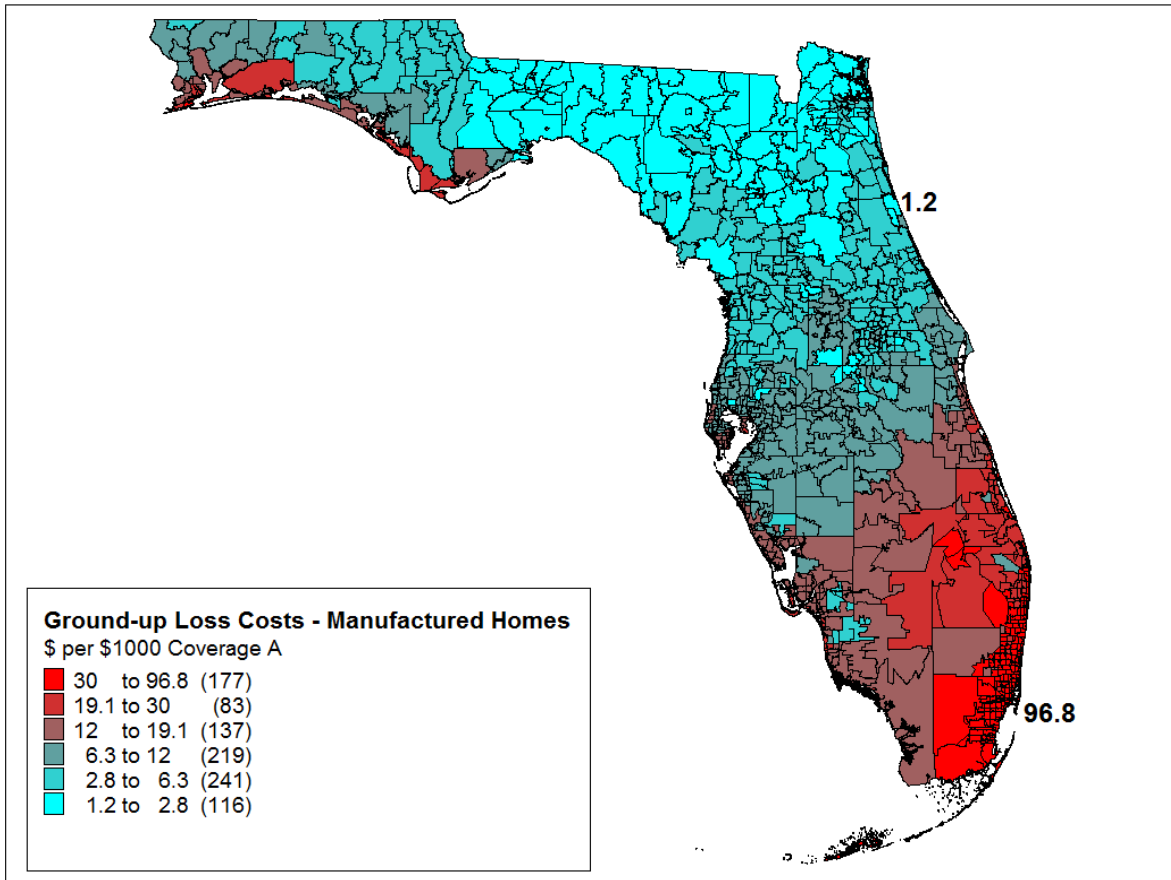 1.2
96.8
Ground-up Loss Costs - Manufactured Homes
$ per $1000 Coverage A
30 to 96.8 (177)
19.1 to 30 (83)
12 to 19.1 (137)
6.3 to 12 (219)
2.8 to 6.3 (241)
1.2 to 2.8 (116)